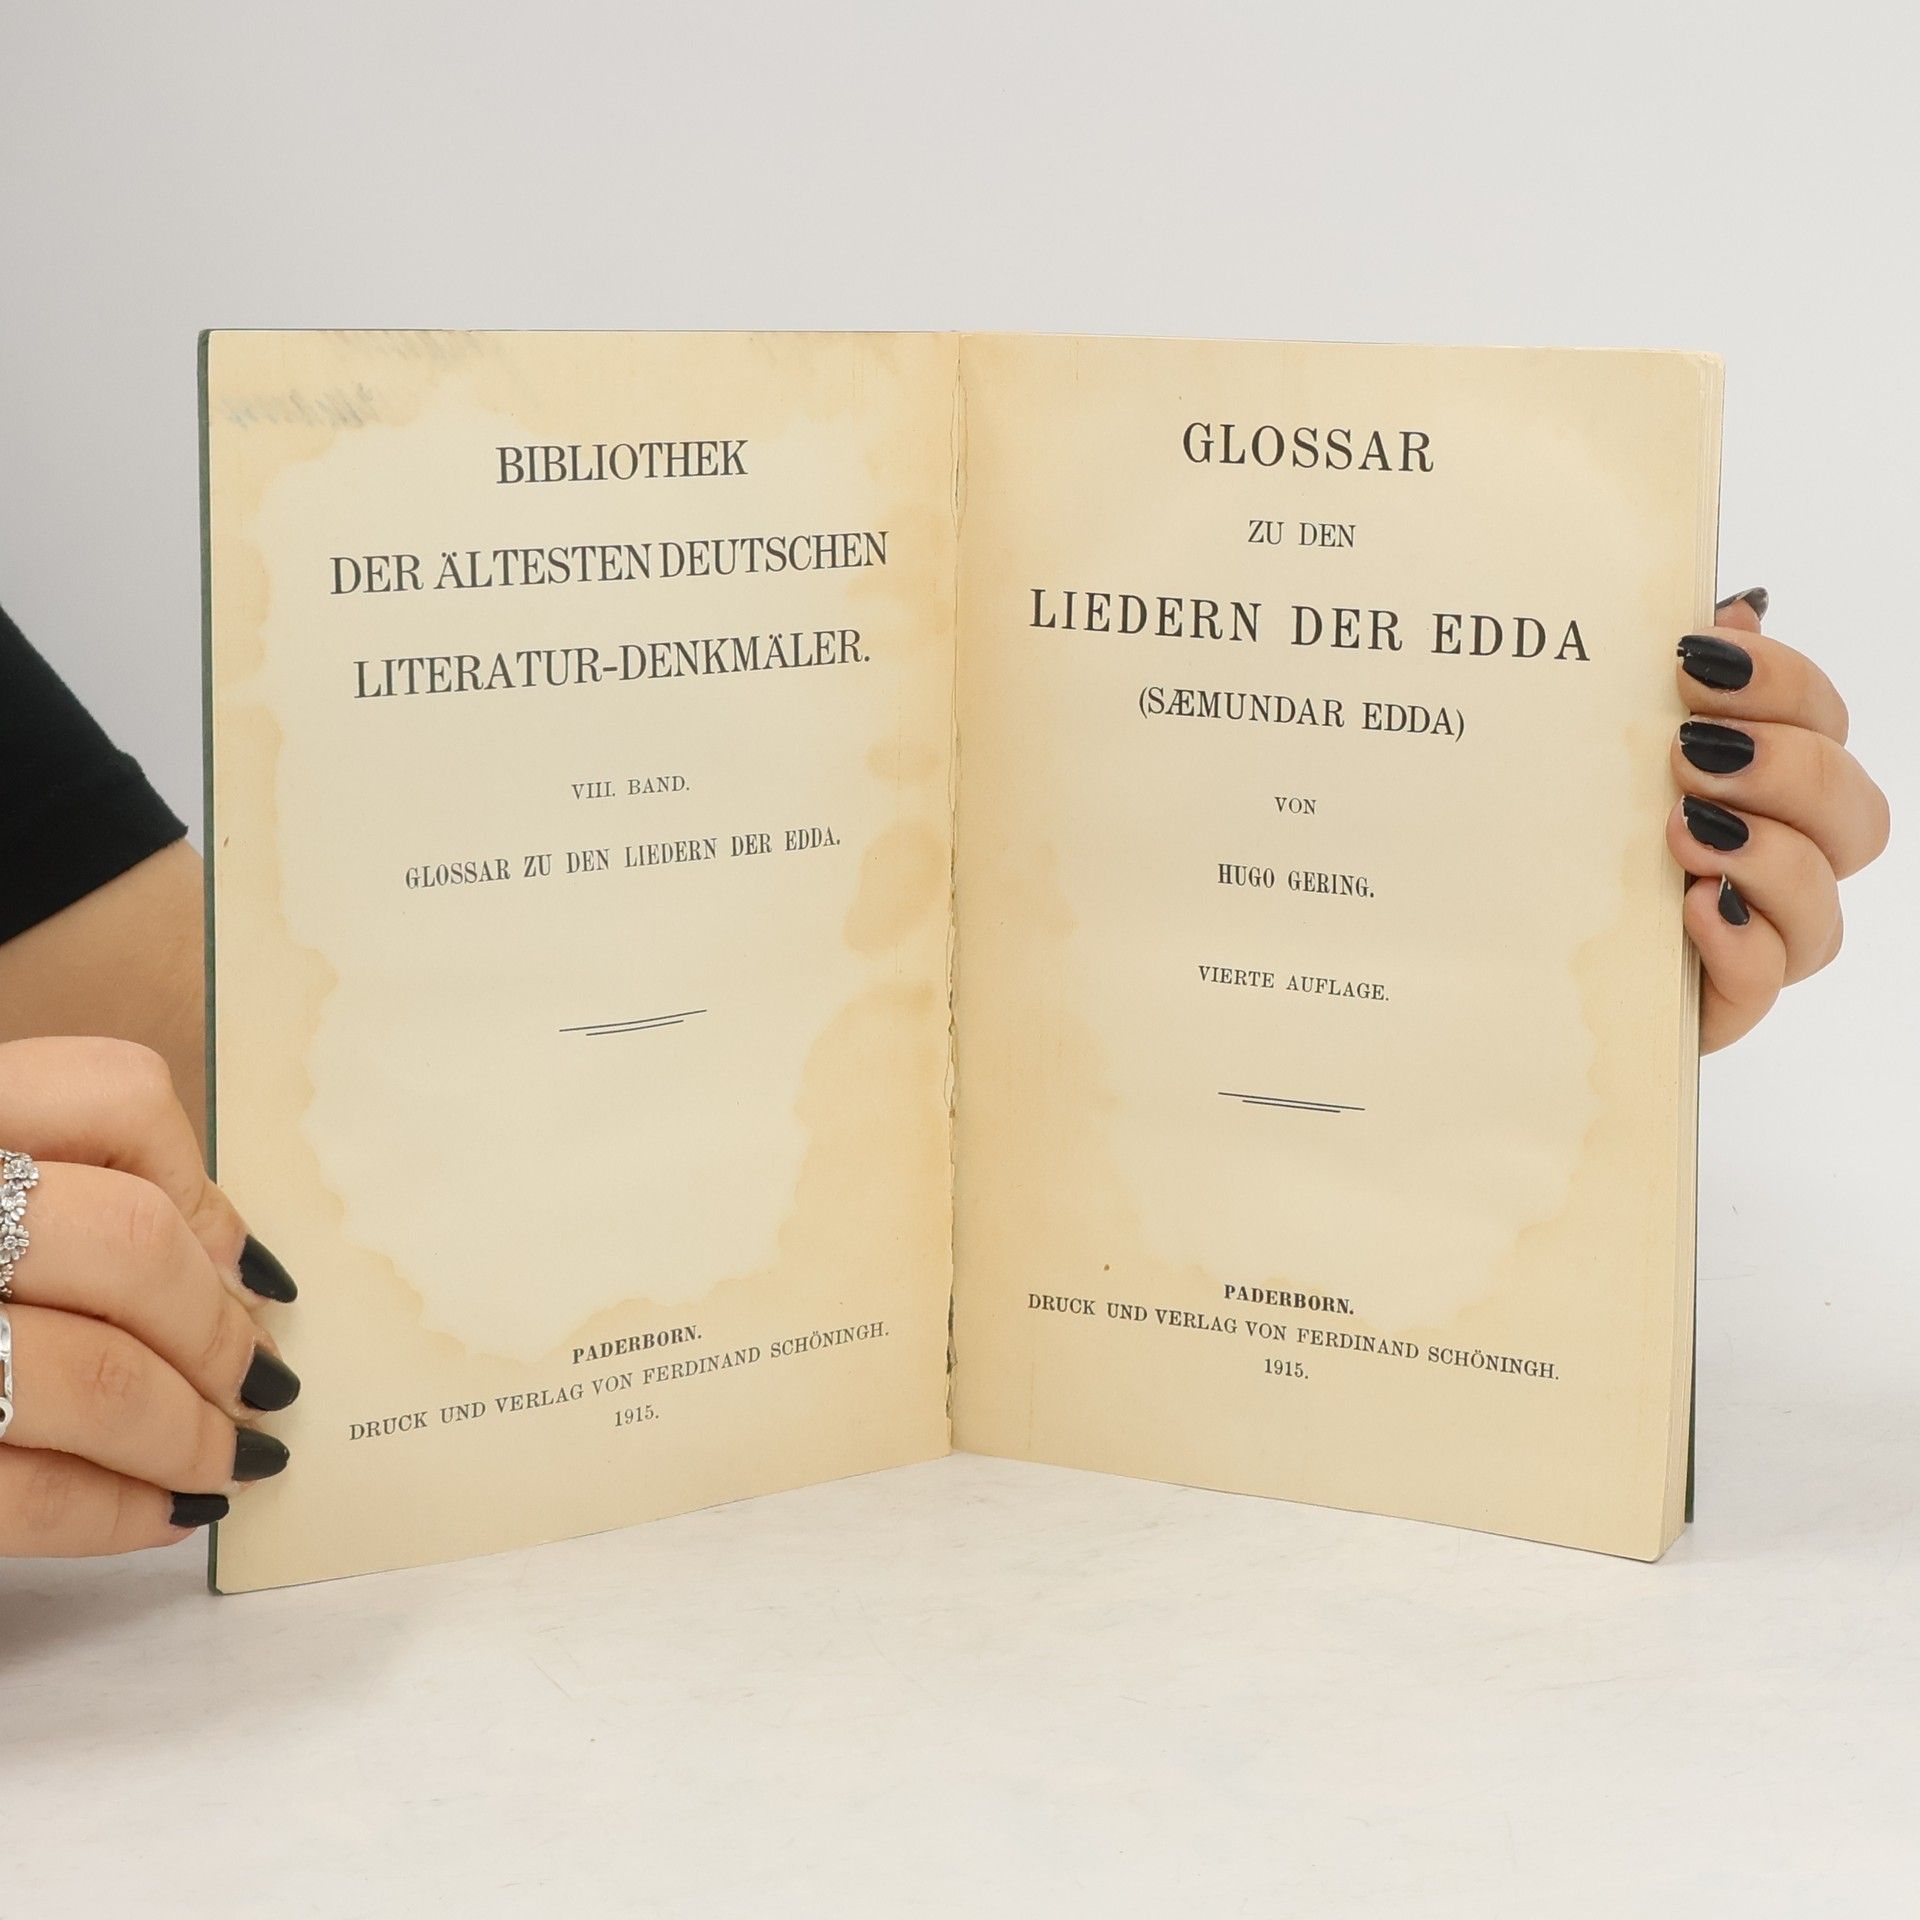 BIBLIOTHEK
DER ÄLTESTEN DEUTSCHEN
LITERATUR-DENKMÄLER.
VIII. BAND.
GLOSSAR ZU DEN LIEDERN DER EDDA.
PADERBORN.
DRUCK UND VERLAG VON FERDINAND SCHÖNINGH.
1915.
GLOSSAR
ZU DEN
LIEDERN DER EDDA
(SÆMUNDAR EDDA)
VON
HUGO GERING.
VIERTE AUFLAGE.
PADERBORN.
DRUCK UND VERLAG VON FERDINAND SCHÖNINGH.
1915.